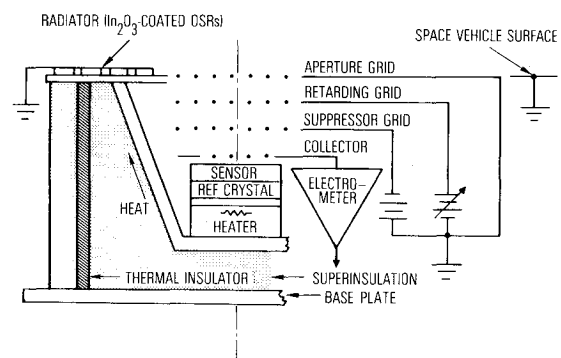 RADIATOR (In2O3-COATED OSRs)
SPACE VEHICLE SURFACE
APERTURE GRID
RETARDING GRID
SUPPRESSOR GRID
COLLECTOR
SENSOR
REF CRYSTAL
HEATER
ELECTRO-
METER
HEAT
THERMAL INSULATOR
SUPERINSULATION
BASE PLATE